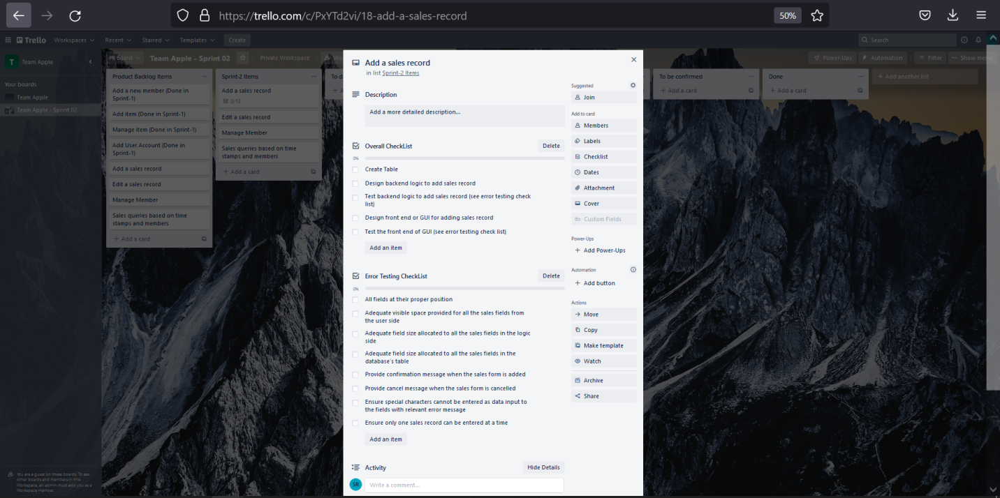 https://trello.com/c/PxYTd2vi/18-add-a-sales-record
50%
Trello
Workspaces
Recent
Starred
Templates
Create
Search
T
Team Apple
Board
Team Apple - Sprint 02
Private Workspace
Power-Ups
Automation
Filter
Show menu
Your boards
Team Apple
Team Apple - Sprint 02
Product Backlog Items
Add a new member (Done in
Sprint-1)
Add item (Done in Sprint-1)
Manage item (Done in Sprint-1)
Add User Account (Done in
Sprint-1)
Add a sales record
Edit a sales record
Manage Member
Sales queries based on time
stamps and members
+ Add a card
Sprint-2 Items
Add a sales record
0/13
Edit a sales record
Manage Member
Sales queries based on time
stamps and members
+ Add a card
To d
Add a sales record
in list Sprint-2 Items
Description
Add a more detailed description...
Overall CheckList
Delete
0%
Create Table
Design backend logic to add sales record
Test backend logic to add sales record (see error testing check
list)
Design front end or GUI for adding sales record
Test the front end of GUI (see error testing check list)
Add an item
Error Testing CheckList
Delete
0%
All fields at their proper position
Adequate visible space provided for all the sales fields from
the user side
Adequate field size allocated to all the sales fields in the logic
side
Adequate field size allocated to all the sales fields in the
database's table
Provide confirmation message when the sales form is added
Provide cancel message when the sales form is cancelled
Ensure special characters cannot be entered as data input to
the fields with relevant error message
Ensure only one sales record can be entered at a time
Add an item
Activity
Hide Details
SR
Write a comment...
Suggested
Join
Add to card
Members
Labels
Checklist
Dates
Attachment
Cover
Custom Fields
Power-Ups
+ Add Power-Ups
Automation
+ Add button
Actions
Move
Copy
Make template
Watch
Archive
Share
To be confirmed
+ Add a card
Done
+ Add a card
+ Add another list
You are a guest on these boards. To see
other boards and members in this
Workspace, an admin must add you as a
Workspace member.